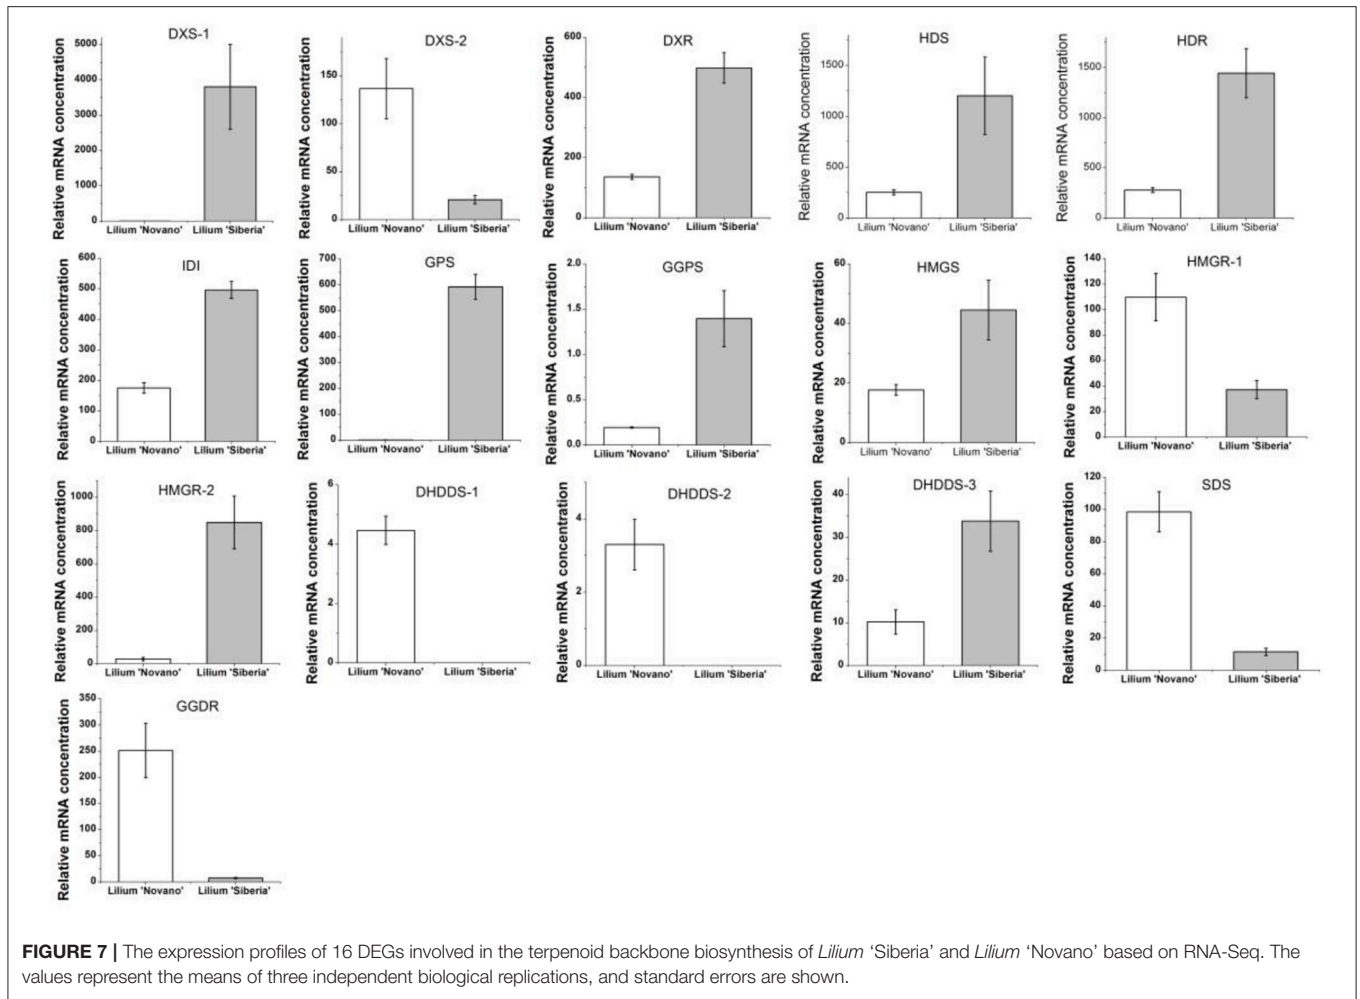 DXS-1
Relative mRNA concentration
5000
4000
3000
2000
1000
0
Lilium 'Novano' Lilium 'Siberia'
DXS-2
Relative mRNA concentration
150
100
50
0
Lilium 'Novano' Lilium 'Siberia'
DXR
Relative mRNA concentration
600
400
200
0
Lilium 'Novano' Lilium 'Siberia'
HDS
Relative mRNA concentration
1500
1000
500
0
Lilium 'Novano' Lilium 'Siberia'
HDR
Relative mRNA concentration
1500
1000
500
0
Lilium 'Novano' Lilium 'Siberia'
IDI
Relative mRNA concentration
600
500
400
300
200
100
0
Lilium 'Novano' Lilium 'Siberia'
GPS
Relative mRNA concentration
700
600
500
400
300
200
100
0
Lilium 'Novano' Lilium 'Siberia'
GGPS
Relative mRNA concentration
2.0
1.5
1.0
0.5
0.0
Lilium 'Novano' Lilium 'Siberia'
HMGS
Relative mRNA concentration
60
40
20
0
Lilium 'Novano' Lilium 'Siberia'
HMGR-1
Relative mRNA concentration
140
120
100
80
60
40
20
0
Lilium 'Novano' Lilium 'Siberia'
HMGR-2
Relative mRNA concentration
1000
800
600
400
200
0
Lilium 'Novano' Lilium 'Siberia'
DHDDS-1
Relative mRNA concentration
6
4
2
0
Lilium 'Novano' Lilium 'Siberia'
DHDDS-2
Relative mRNA concentration
4
2
0
Lilium 'Novano' Lilium 'Siberia'
DHDDS-3
Relative mRNA concentration
40
30
20
10
0
Lilium 'Novano' Lilium 'Siberia'
SDS
Relative mRNA concentration
120
100
80
60
40
20
0
Lilium 'Novano' Lilium 'Siberia'
GGDR
Relative mRNA concentration
350
300
250
200
150
100
50
0
Lilium 'Novano' Lilium 'Siberia'
FIGURE 7 | The expression profiles of 16 DEGs involved in the terpenoid backbone biosynthesis of Lilium ‘Siberia’ and Lilium ‘Novano’ based on RNA-Seq. The
values represent the means of three independent biological replications, and standard errors are shown.